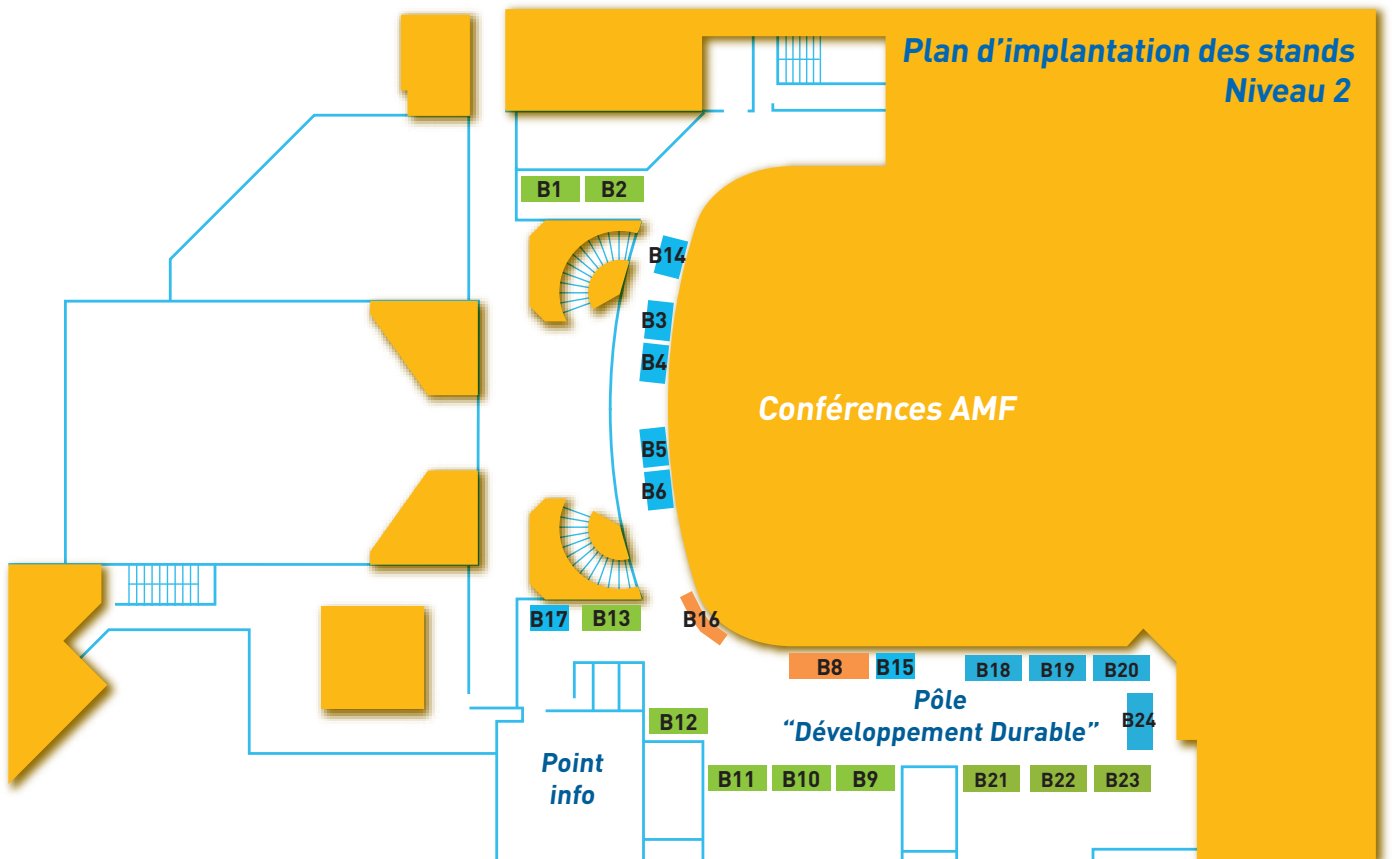 Plan d’implantation des stands
Niveau 2
B1
B2
B14
B3
B4
Conférences AMF
B5
B6
B17
B13
B16
B8
B15
B18
B19
B20
Pôle
“Développement Durable”
B24
B12
Point
info
B11
B10
B9
B21
B22
B23